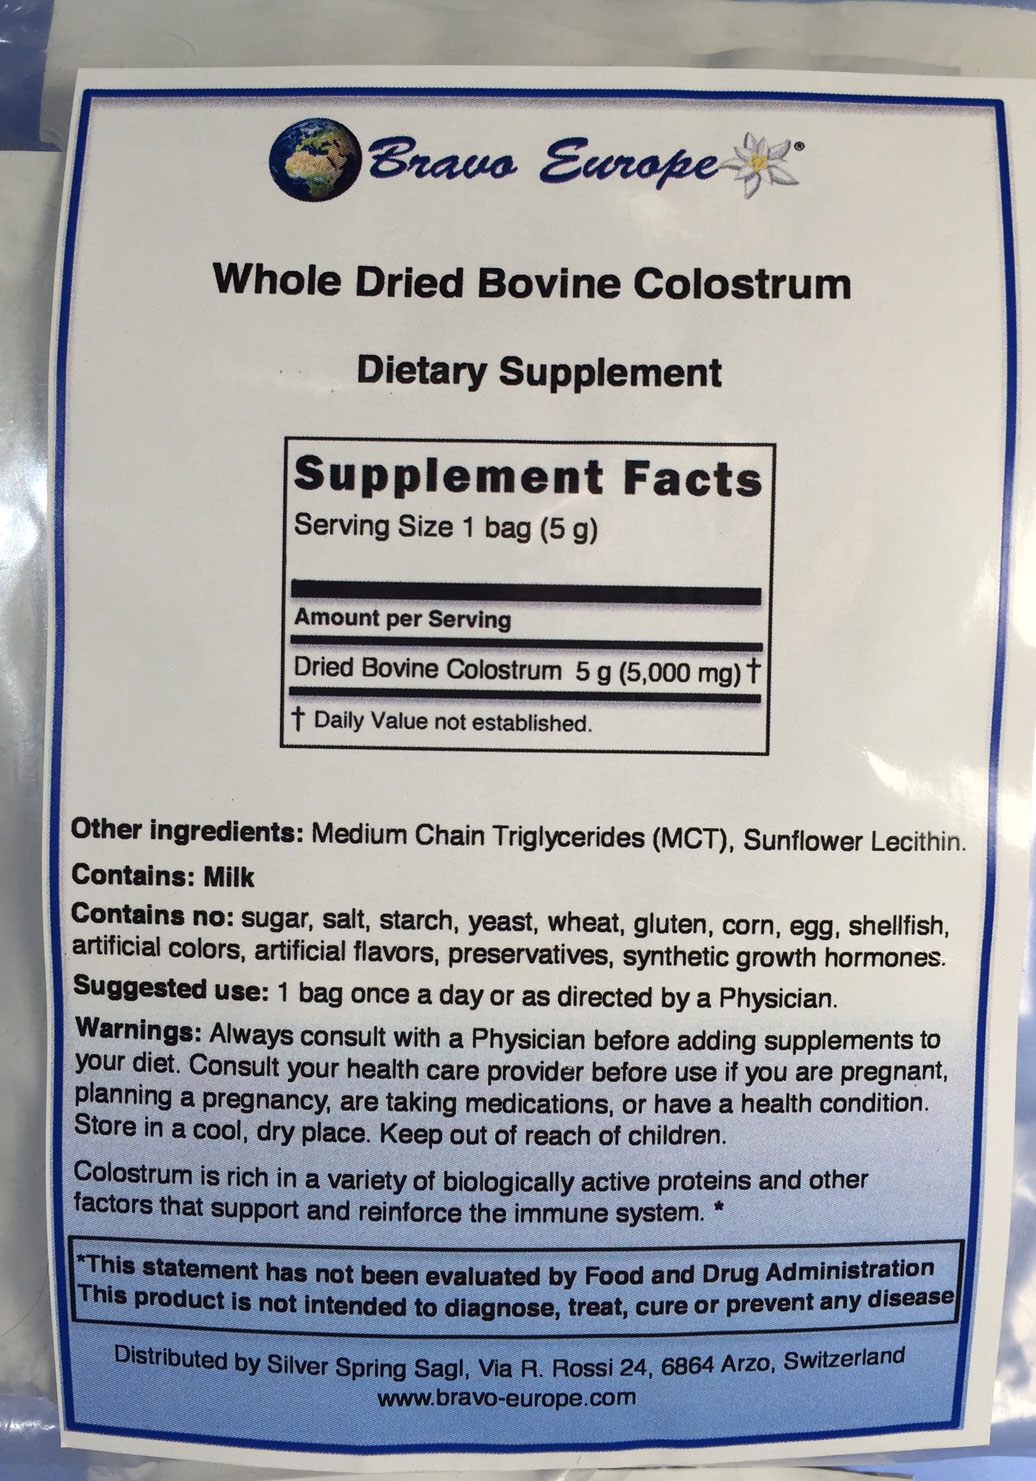 Bravo Europe ®
Whole Dried Bovine Colostrum
Dietary Supplement
Supplement Facts
Serving Size 1 bag (5 g)
Amount per Serving
Dried Bovine Colostrum 5 g (5,000 mg) †
† Daily Value not established.
Other ingredients: Medium Chain Triglycerides (MCT), Sunflower Lecithin.
Contains: Milk
Contains no: sugar, salt, starch, yeast, wheat, gluten, corn, egg, shellfish,
artificial colors, artificial flavors, preservatives, synthetic growth hormones.
Suggested use: 1 bag once a day or as directed by a Physician.
Warnings: Always consult with a Physician before adding supplements to
your diet. Consult your health care provider before use if you are pregnant,
planning a pregnancy, are taking medications, or have a health condition.
Store in a cool, dry place. Keep out of reach of children.
Colostrum is rich in a variety of biologically active proteins and other
factors that support and reinforce the immune system. *
*This statement has not been evaluated by Food and Drug Administration
This product is not intended to diagnose, treat, cure or prevent any disease
Distributed by Silver Spring Sagl, Via R. Rossi 24, 6864 Arzo, Switzerland
www.bravo-europe.com